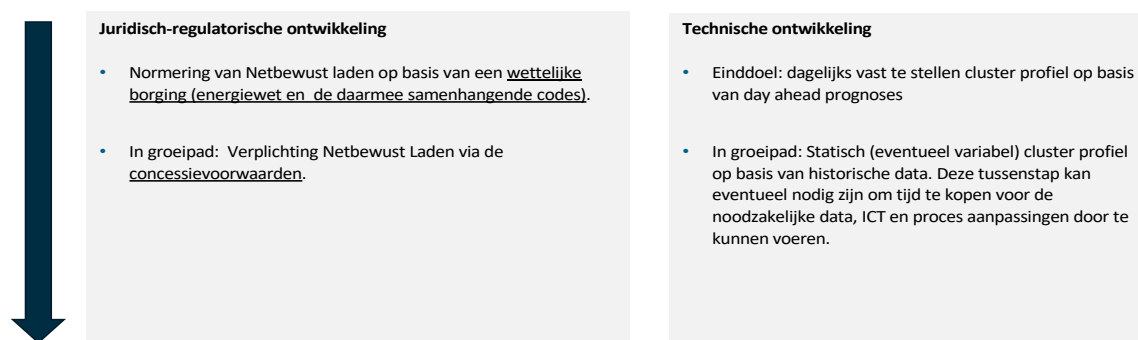 Juridisch-regulatorische ontwikkeling
• Normering van Netbewust laden op basis van een wettelijke
borging (energiewet en de daarmee samenhangende codes).
• In groeipad: Verplichting Netbewust Laden via de
concessievoorwaarden.
Technische ontwikkeling
• Einddoel: dagelijks vast te stellen cluster profiel op basis
van day ahead prognoses
• In groeipad: Statisch (eventueel variabel) cluster profiel
op basis van historische data. Deze tussenstap kan
eventueel nodig zijn om tijd te kopen voor de
noodzakelijke data, ICT en proces aanpassingen door te
kunnen voeren.